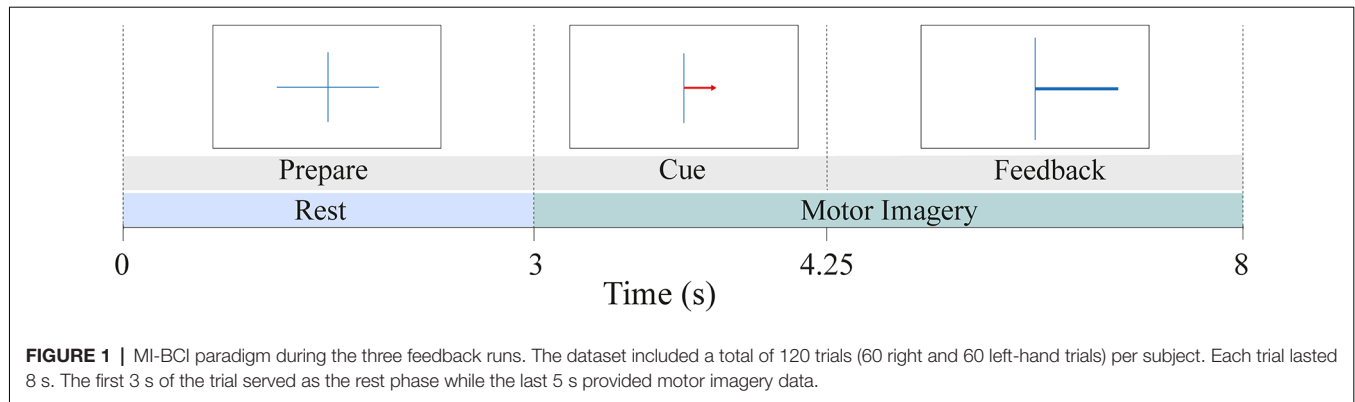 Prepare Cue Feedback
Rest Motor Imagery
0 3 4.25 8
Time (s)
FIGURE 1 | MI-BCI paradigm during the three feedback runs. The dataset included a total of 120 trials (60 right and 60 left-hand trials) per subject. Each trial lasted
8 s. The first 3 s of the trial served as the rest phase while the last 5 s provided motor imagery data.